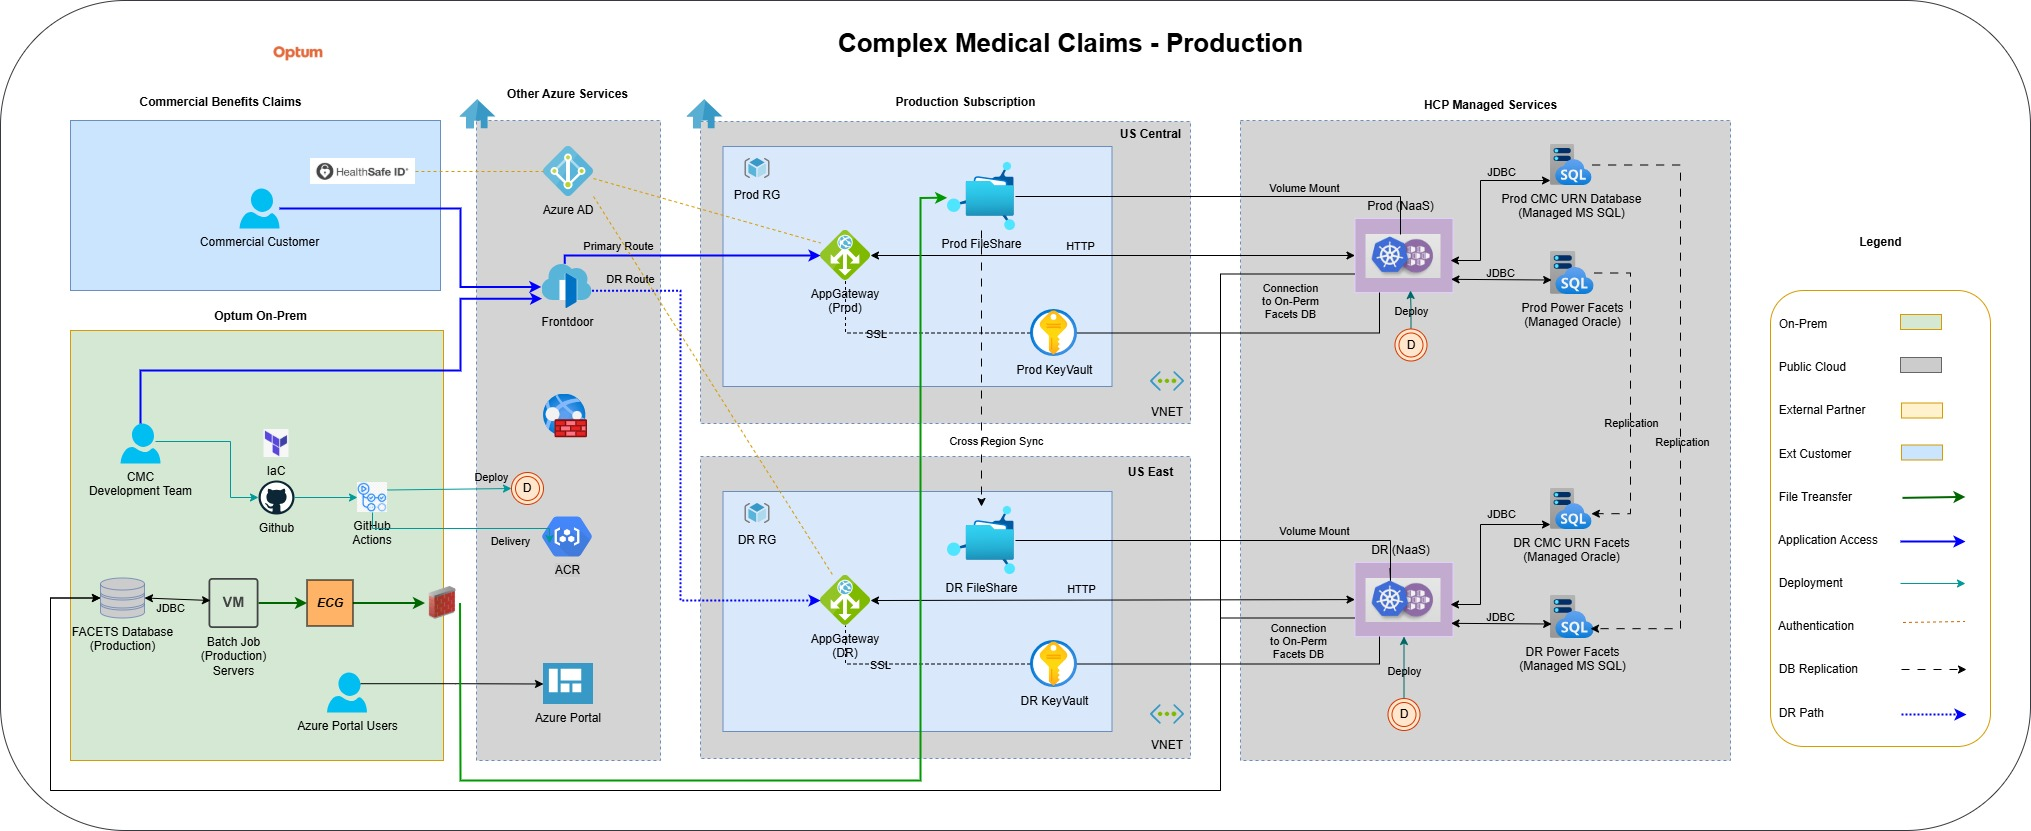 Complex Medical Claims - Production
Optum
Commercial Benefits Claims
HealthSafe ID®
Commercial Customer
Optum On-Prem
CMC
Development Team
IaC
Github
GitHub
Actions
Deploy
D
Delivery
FACETS Database
(Production)
JDBC
VM
Batch Job
(Production)
Servers
ECG
Azure Portal Users
Other Azure Services
Azure AD
Primary Route
DR Route
Frontdoor
ACR
Azure Portal
Production Subscription
US Central
Prod RG
Prod FileShare
AppGateway
(Prod)
SSL
Prod KeyVault
VNET
Cross Region Sync
US East
DR RG
DR FileShare
AppGateway
(DR)
SSL
DR KeyVault
VNET
HCP Managed Services
Volume Mount
Prod (NaaS)
HTTP
Connection
to On-Perm
Facets DB
Deploy
D
JDBC
SQL
Prod CMC URN Database
(Managed MS SQL)
JDBC
SQL
Prod Power Facets
(Managed Oracle)
Replication
Replication
Volume Mount
DR (NaaS)
HTTP
Connection
to On-Perm
Facets DB
Deploy
D
JDBC
SQL
DR CMC URN Facets
(Managed Oracle)
JDBC
SQL
DR Power Facets
(Managed MS SQL)
Legend
On-Prem
Public Cloud
External Partner
Ext Customer
File Treansfer
Application Access
Deployment
Authentication
DB Replication
DR Path